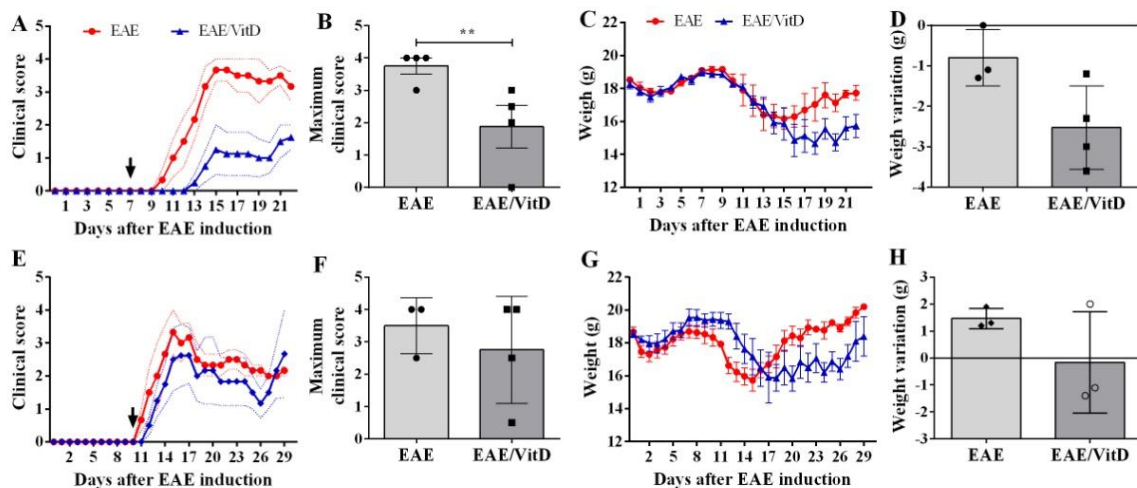 A
EAE EAE/VitD
Clinical score
5
4
3
2
1
0
1 3 5 7 9 11 13 15 17 19 21
Days after EAE induction
B
**
Maximum
clinical score
5
4
3
2
1
0
EAE EAE/VitD
C
EAE EAE/VitD
Weigh (g)
22
20
18
16
14
12
1 3 5 7 9 11 13 15 17 19 21
Days after EAE induction
D
Weigh variation (g)
0
-1
-2
-3
-4
EAE EAE/VitD
E
Clinical score
5
4
3
2
1
0
2 5 8 11 14 17 20 23 26 29
Days after EAE induction
F
Maximum
clinical score
5
4
3
2
1
0
EAE EAE/VitD
G
Weight (g)
22
20
18
16
14
12
2 5 8 11 14 17 20 23 26 29
Days after EAE induction
H
Weight variation (g)
3
2
1
0
-1
-2
-3
EAE EAE/VitD